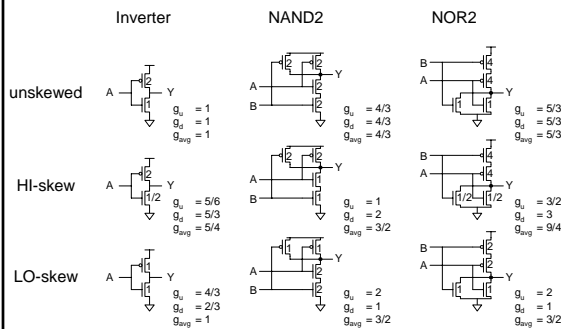 Inverter NAND2 NOR2
unskewed
A 2 1 Y
g_u = 1
g_d = 1
g_avg = 1
2 2 Y
A 2
B 2
g_u = 4/3
g_d = 4/3
g_avg = 4/3
B 4
A 4
1 1 Y
g_u = 5/3
g_d = 5/3
g_avg = 5/3
HI-skew
A 2 1/2 Y
g_u = 5/6
g_d = 5/3
g_avg = 5/4
2 2 Y
A 1
B 1
g_u = 1
g_d = 2
g_avg = 3/2
B 4
A 4
1/2 1/2 Y
g_u = 3/2
g_d = 3
g_avg = 9/4
LO-skew
A 1 1 Y
g_u = 4/3
g_d = 2/3
g_avg = 1
1 1 Y
A 2
B 2
g_u = 2
g_d = 1
g_avg = 3/2
B 2
A 2
1 1 Y
g_u = 2
g_d = 1
g_avg = 3/2